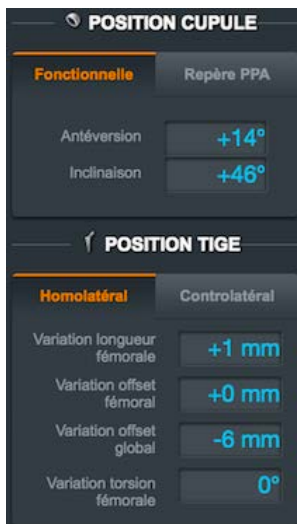 POSITION CUPULE
Fonctionnelle Repère PPA
Antéversion +14°
Inclinaison +46°
POSITION TIGE
Homolatéral Controlatéral
Variation longueur
fémorale +1 mm
Variation offset
fémoral +0 mm
Variation offset
global -6 mm
Variation torsion
fémorale 0°